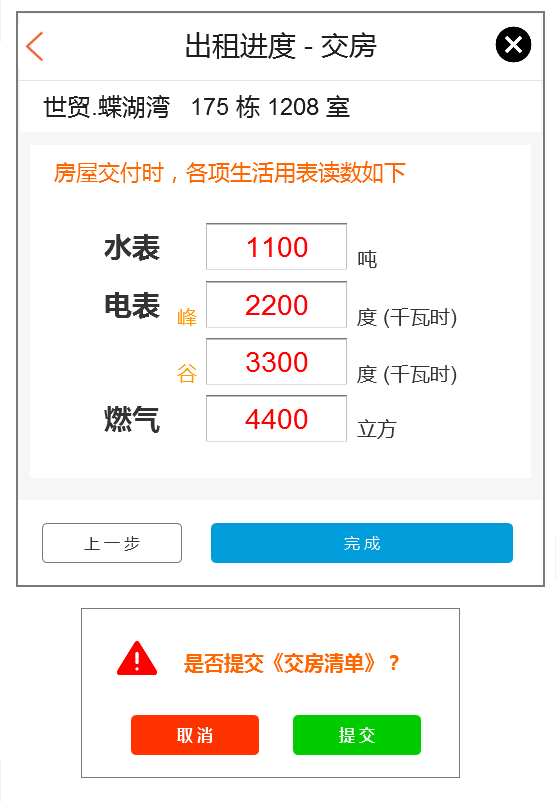 出租进度 - 交房
世贸.蝶湖湾 175 栋 1208 室
房屋交付时，各项生活用表读数如下
水表 1100 吨
电表 峰 2200 度 (千瓦时)
谷 3300 度 (千瓦时)
燃气 4400 立方
上一步 完成
是否提交《交房清单》？
取消 提交